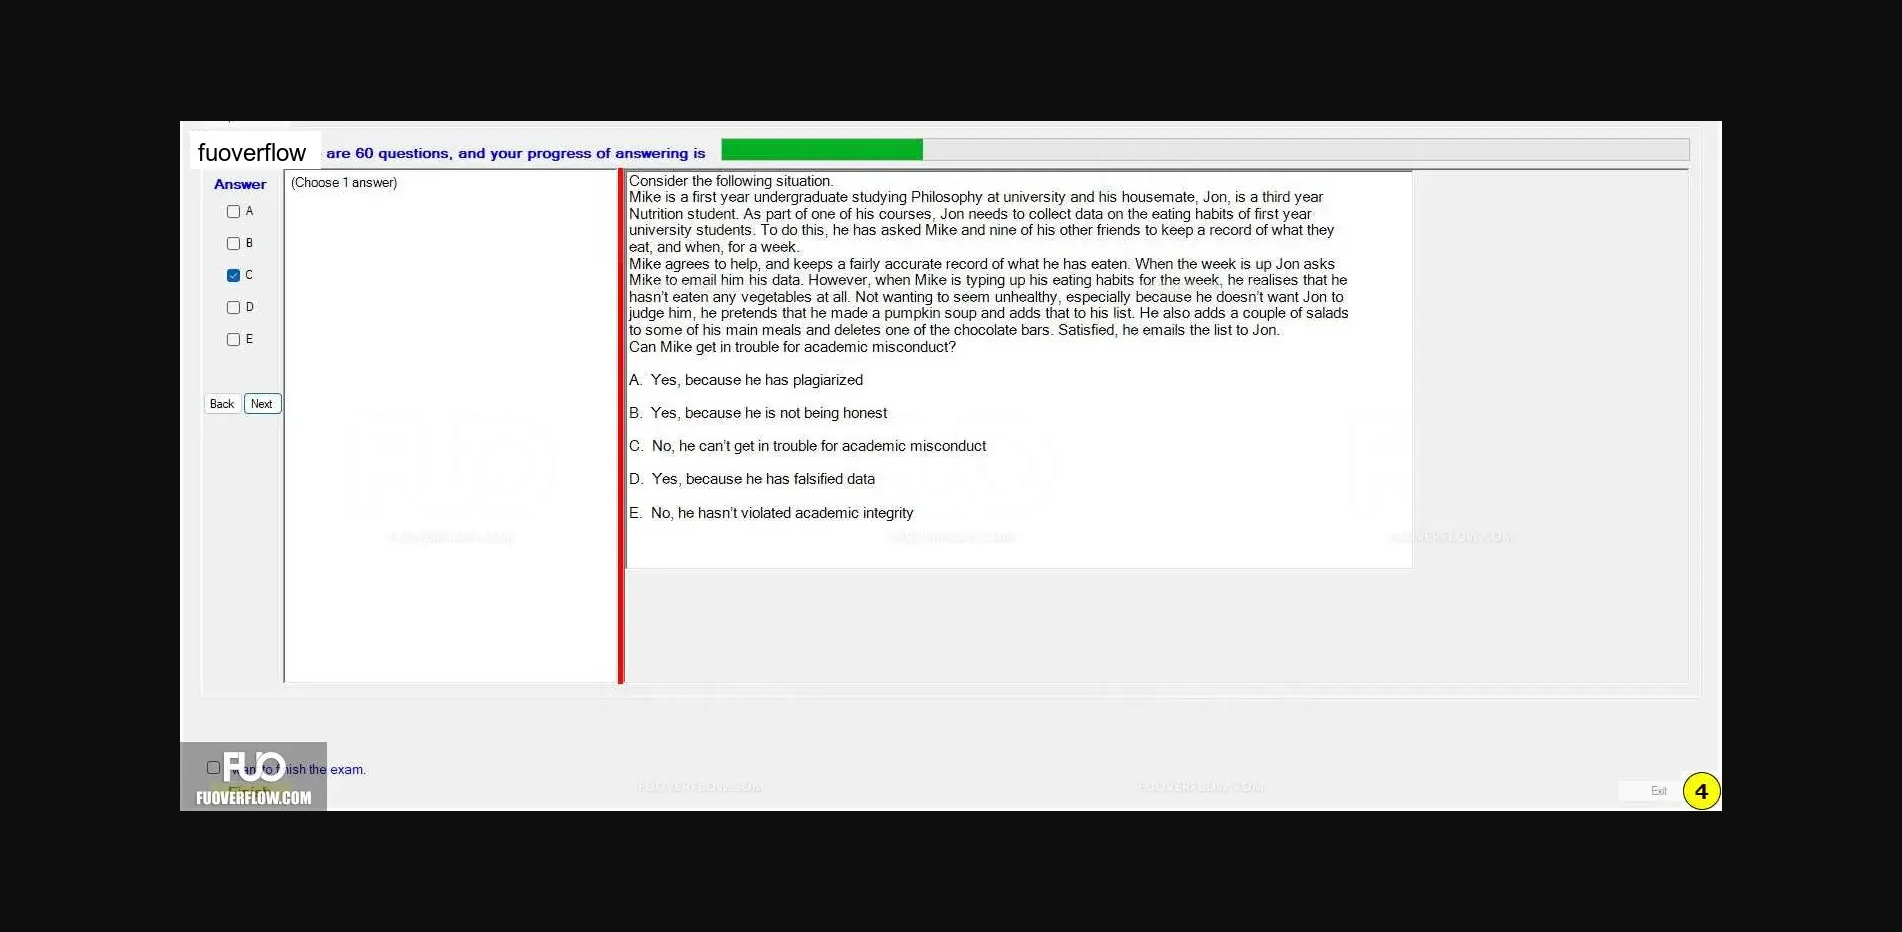 fuoverflow are 60 questions, and your progress of answering is
Answer
(Choose 1 answer)
A
B
C
D
E
Back Next
Consider the following situation.
Mike is a first year undergraduate studying Philosophy at university and his housemate, Jon, is a third year
Nutrition student. As part of one of his courses, Jon needs to collect data on the eating habits of first year
university students. To do this, he has asked Mike and nine of his other friends to keep a record of what they
eat, and when, for a week.
Mike agrees to help, and keeps a fairly accurate record of what he has eaten. When the week is up Jon asks
Mike to email him his data. However, when Mike is typing up his eating habits for the week, he realises that he
hasn't eaten any vegetables at all. Not wanting to seem unhealthy, especially because he doesn't want Jon to
judge him, he pretends that he made a pumpkin soup and adds that to his list. He also adds a couple of salads
to some of his main meals and deletes one of the chocolate bars. Satisfied, he emails the list to Jon.
Can Mike get in trouble for academic misconduct?
A. Yes, because he has plagiarized
B. Yes, because he is not being honest
C. No, he can't get in trouble for academic misconduct
D. Yes, because he has falsified data
E. No, he hasn't violated academic integrity
FUOVERFLOW.COM
FUOVERFLOW.COM
FUOVERFLOW.COM
FUO
want to finish the exam.
Finish
FUOVERFLOW.COM
FUOVERFLOW.COM
FUOVERFLOW.COM
Exit
4